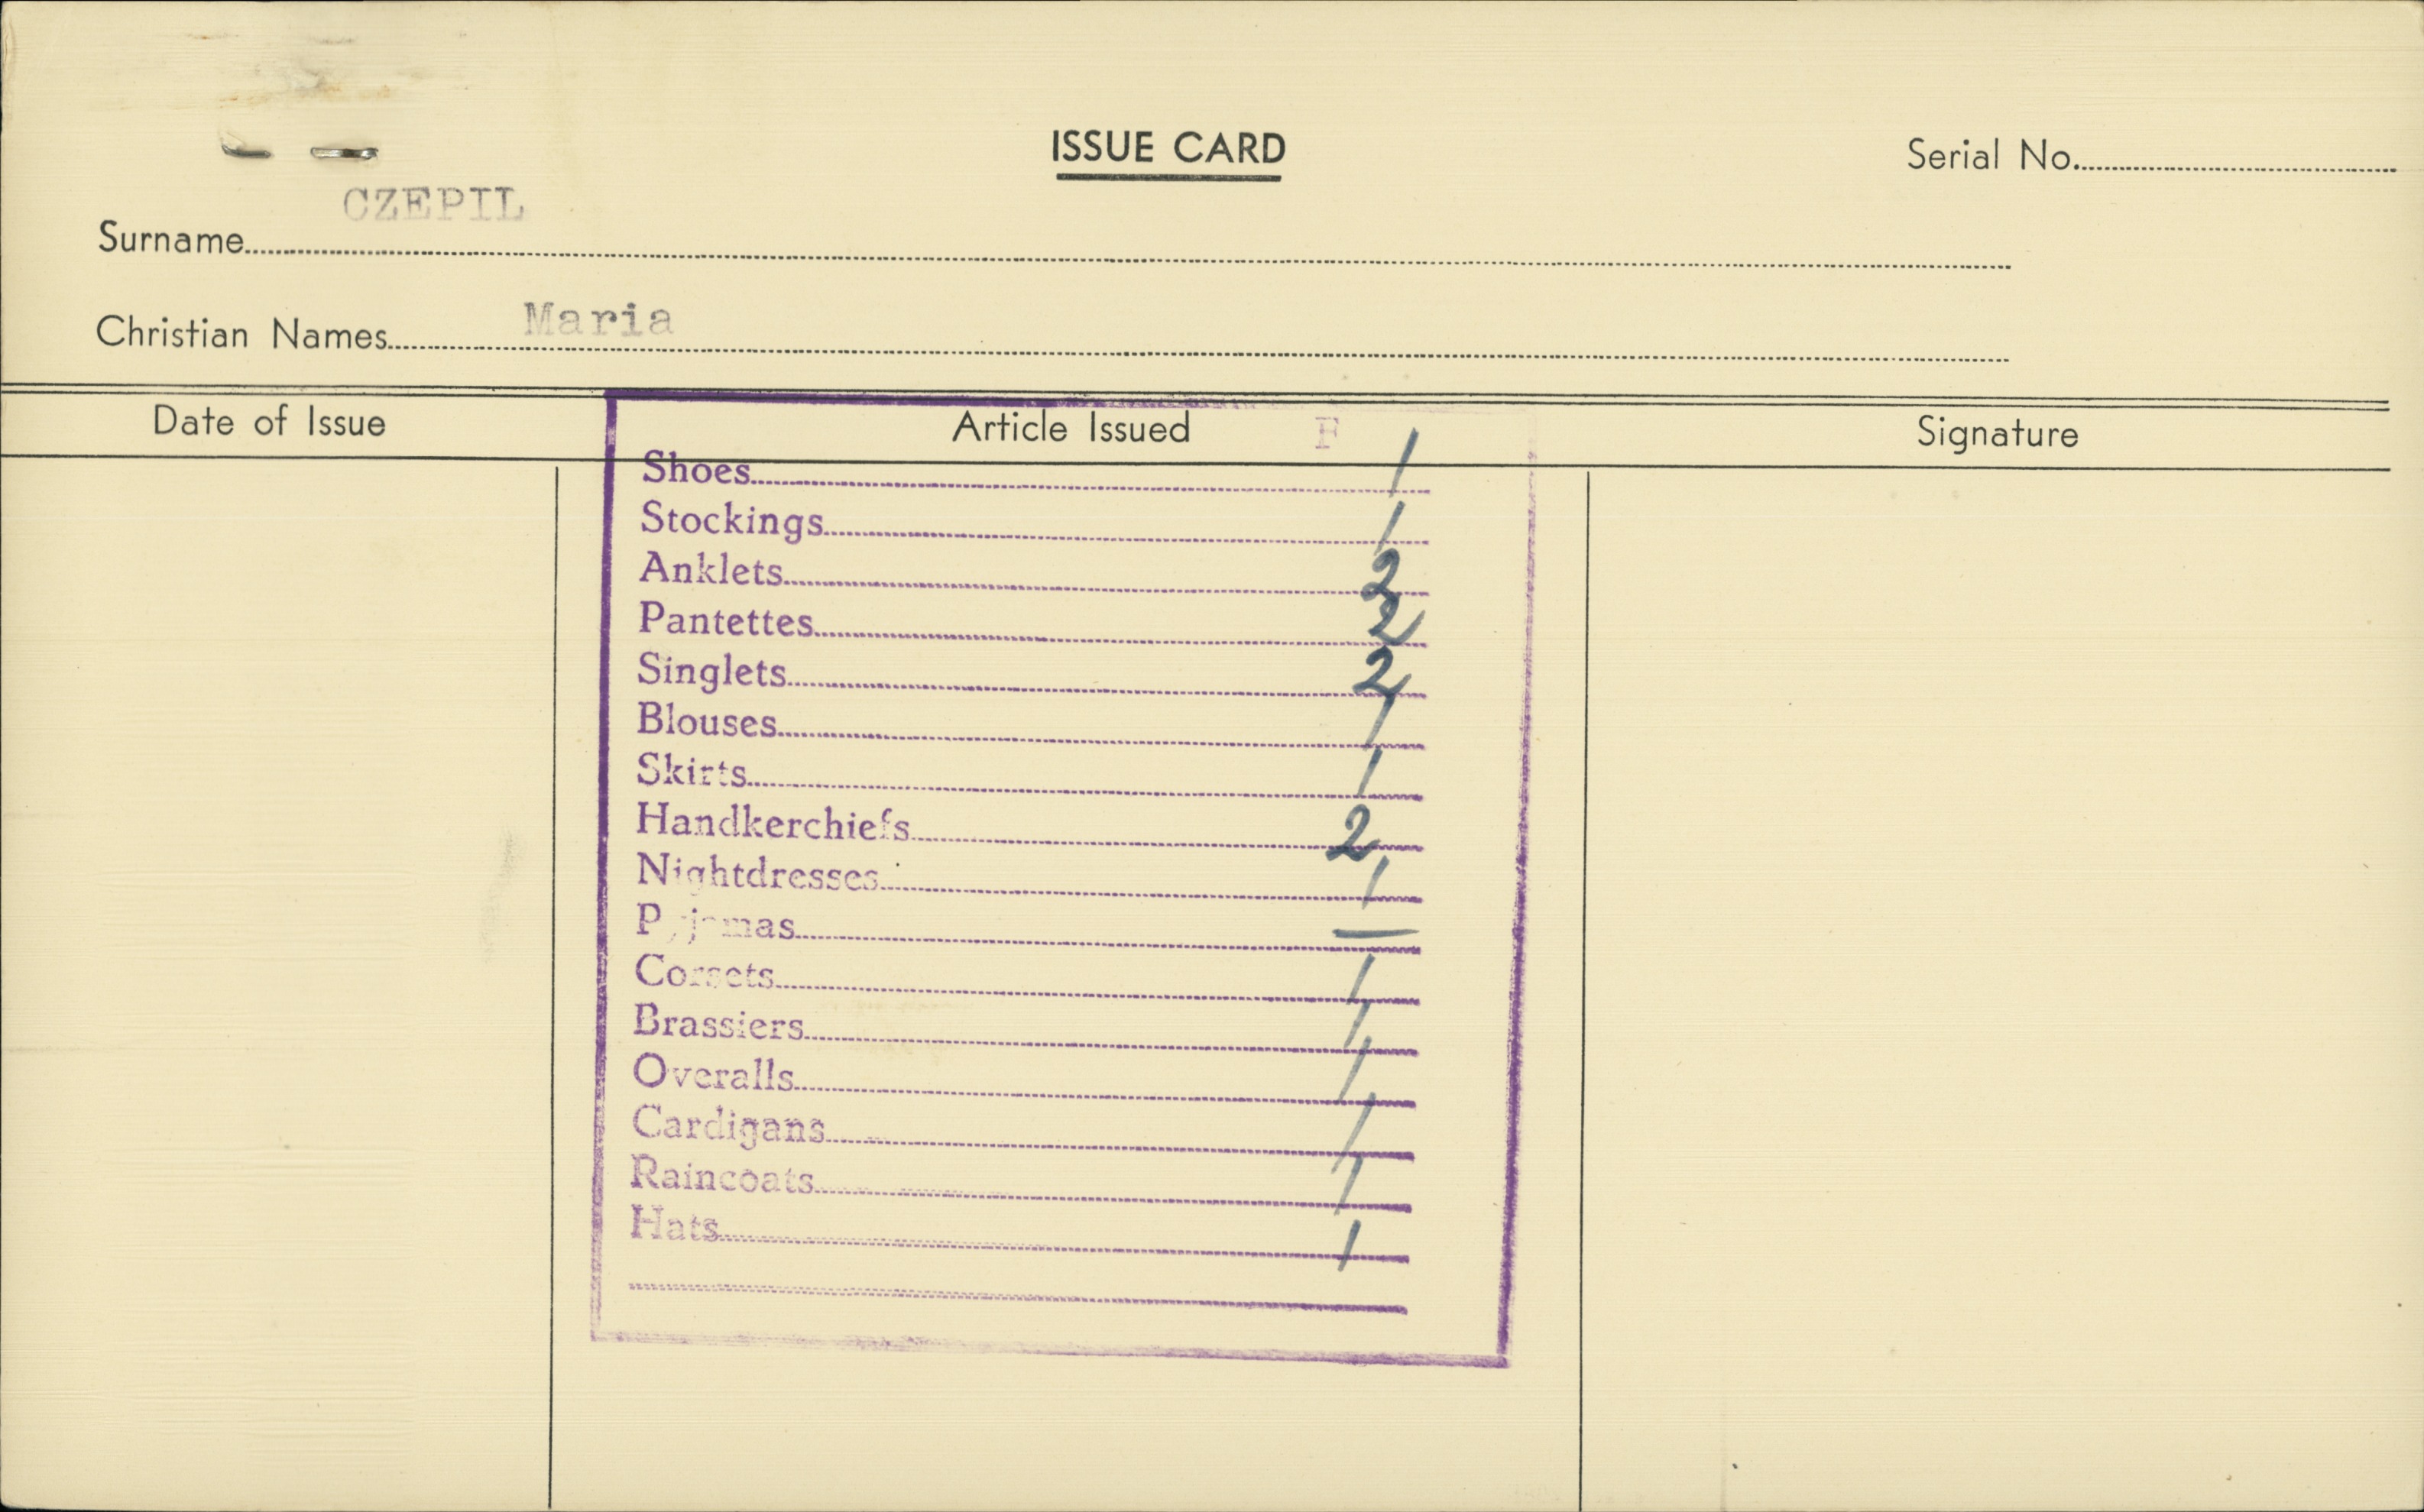 ISSUE CARD
Serial No.
CZEPIL
Surname
Maria
Christian Names
Date of Issue
Article Issued
F
Signature
Shoes 1
Stockings 1
Anklets 2
Pantettes 2
Singlets 2
Blouses 1
Skirts 1
Handkerchiefs 2
Nightdresses 1
Pyjamas —
Corsets 1
Brassiers 1
Overalls 1
Cardigans 1
Raincoats 1
Hats 1